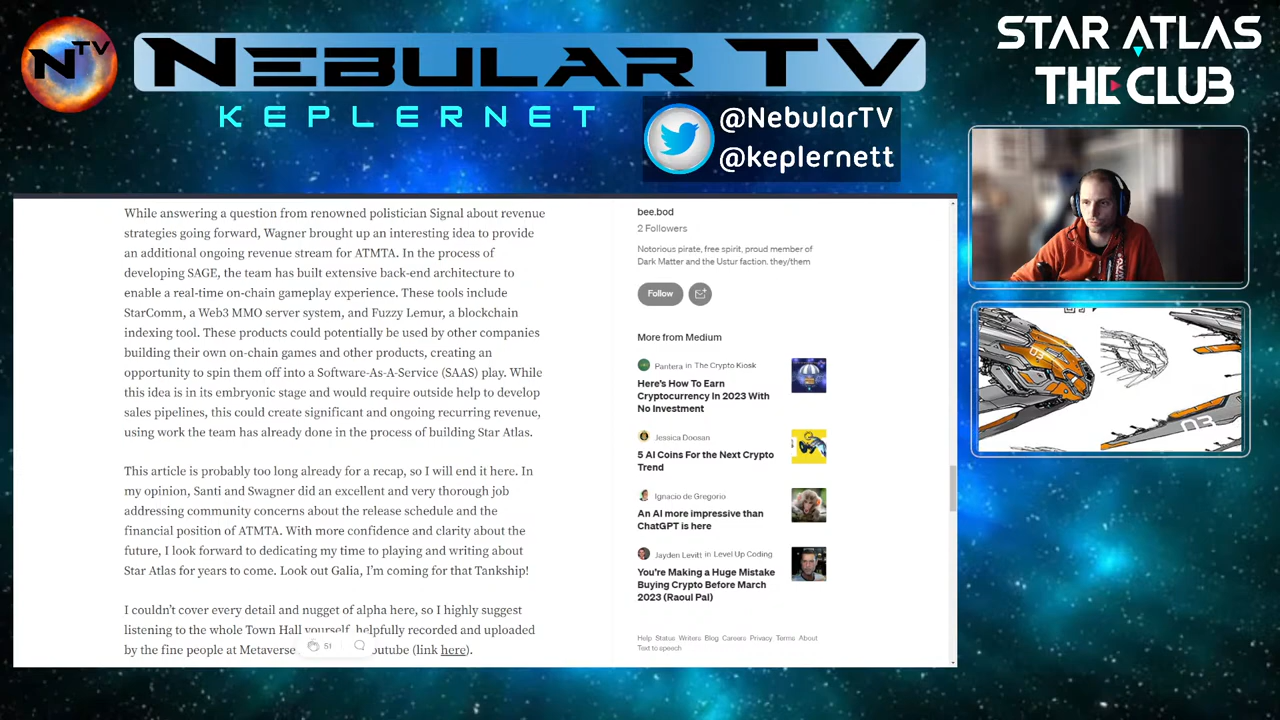 NTV
NEBULAR TV
KEPLERNET
@NebularTV
@keplernett
STAR ATLAS
THE CLUB
While answering a question from renowned polistician Signal about revenue
strategies going forward, Wagner brought up an interesting idea to provide
an additional ongoing revenue stream for ATMTA. In the process of
developing SAGE, the team has built extensive back-end architecture to
enable a real-time on-chain gameplay experience. These tools include
StarComm, a Web3 MMO server system, and Fuzzy Lemur, a blockchain
indexing tool. These products could potentially be used by other companies
building their own on-chain games and other products, creating an
opportunity to spin them off into a Software-As-A-Service (SAAS) play. While
this idea is in its embryonic stage and would require outside help to develop
sales pipelines, this could create significant and ongoing recurring revenue,
using work the team has already done in the process of building Star Atlas.
This article is probably too long already for a recap, so I will end it here. In
my opinion, Santi and Swagner did an excellent and very thorough job
addressing community concerns about the release schedule and the
financial position of ATMTA. With more confidence and clarity about the
future, I look forward to dedicating my time to playing and writing about
Star Atlas for years to come. Look out Galia, I'm coming for that Tankship!
I couldn't cover every detail and nugget of alpha here, so I highly suggest
listening to the whole Town Hall yourself, helpfully recorded and uploaded
by the fine people at Metaverse outube (link here).
51
bee.bod
2 Followers
Notorious pirate, free spirit, proud member of
Dark Matter and the Ustur faction. they/them
Follow
More from Medium
Pantera in The Crypto Kiosk
Here's How To Earn
Cryptocurrency In 2023 With
No Investment
Jessica Doosan
5 AI Coins For the Next Crypto
Trend
Ignacio de Gregorio
An AI more impressive than
ChatGPT is here
Jayden Levitt in Level Up Coding
You're Making a Huge Mistake
Buying Crypto Before March
2023 (Raoul Pal)
Help Status Writers Blog Careers Privacy Terms About
Text to speech
03
03